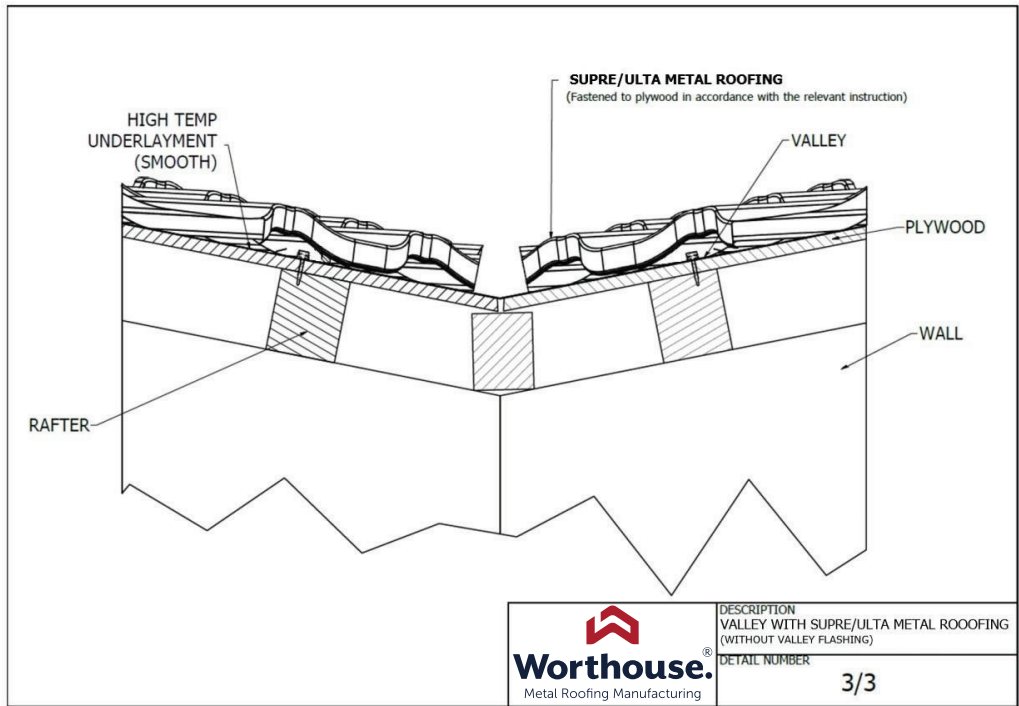 SUPRE/ULTA METAL ROOFING
(Fastened to plywood in accordance with the relevant instruction)
HIGH TEMP
UNDERLAYMENT
(SMOOTH)
VALLEY
PLYWOOD
WALL
RAFTER
Worthouse.®
Metal Roofing Manufacturing
DESCRIPTION
VALLEY WITH SUPRE/ULTA METAL ROOOFING
(WITHOUT VALLEY FLASHING)
DETAIL NUMBER
3/3